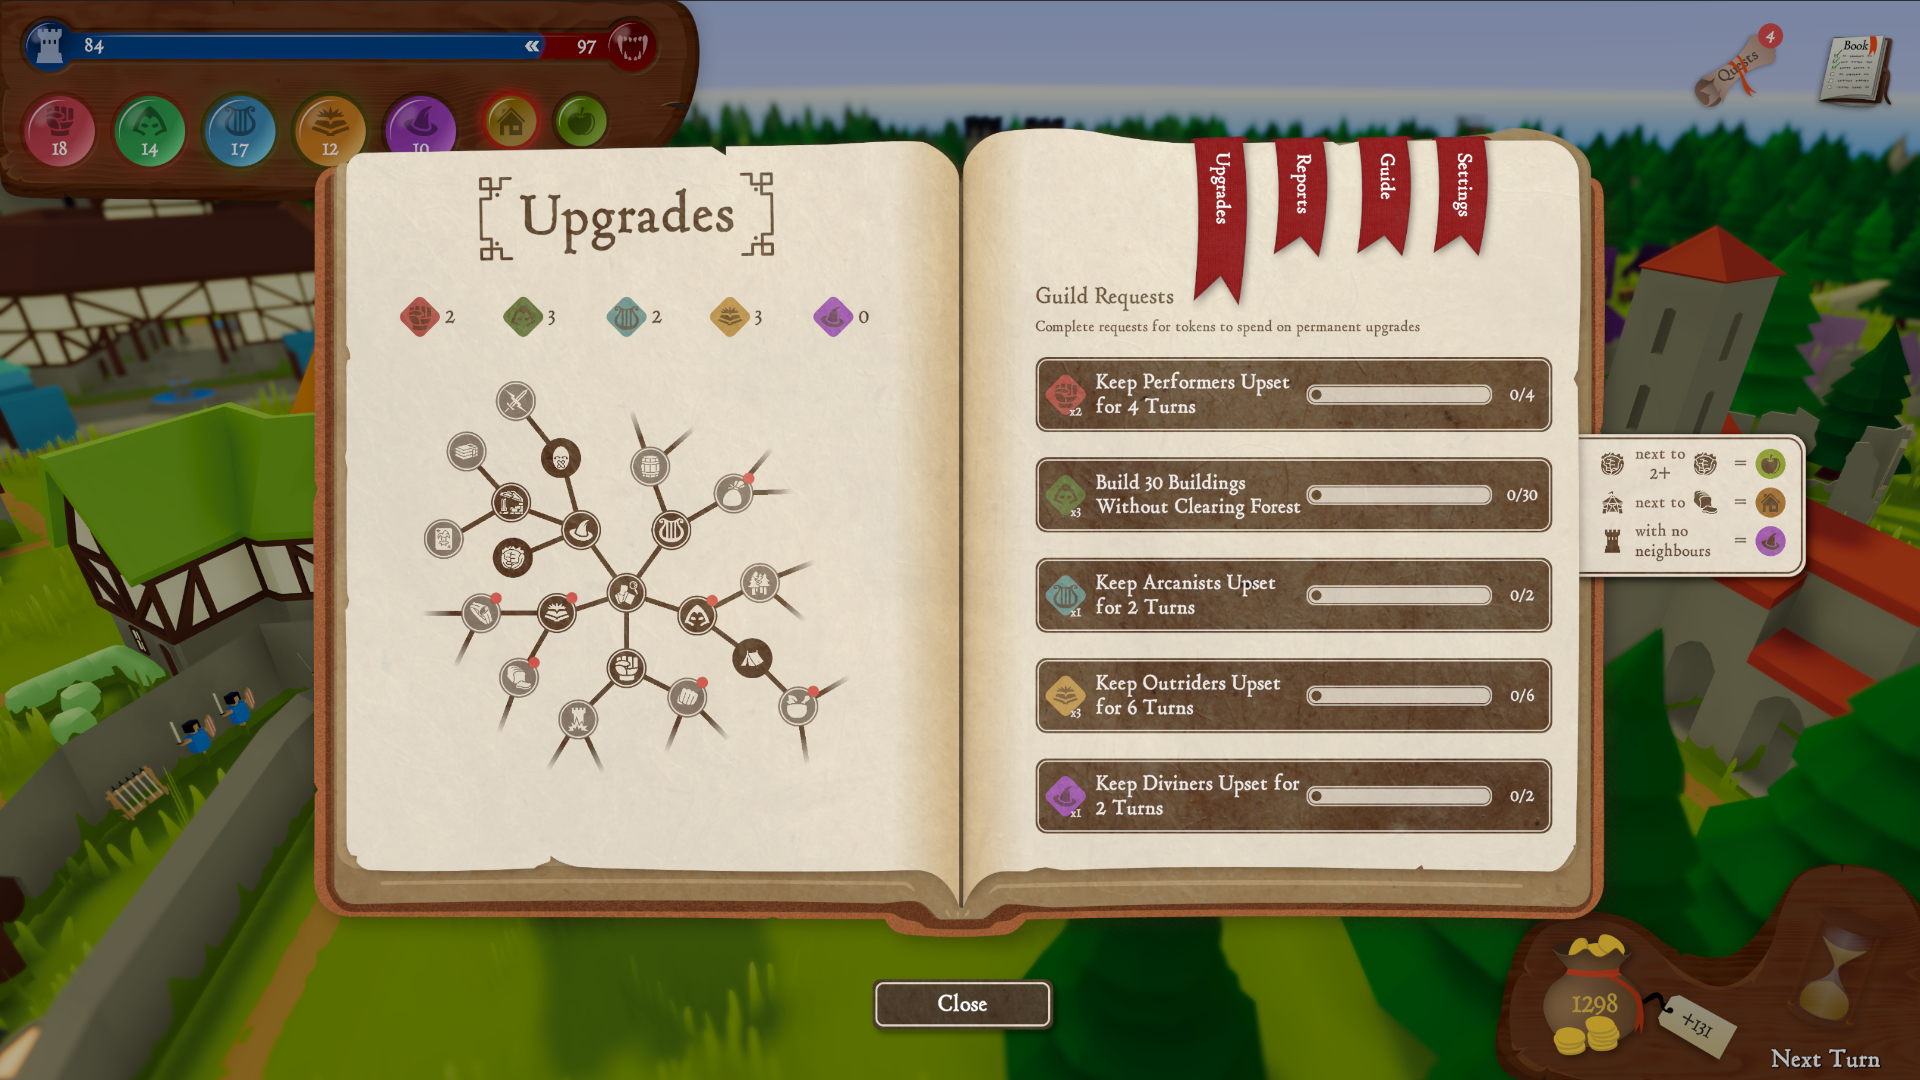 84
97
18
14
17
12
10
4
Quests
Book
Upgrades
2
3
2
3
0
Upgrades
Reports
Guide
Settings
Guild Requests
Complete requests for tokens to spend on permanent upgrades
Keep Performers Upset
for 4 Turns
x2
0/4
Build 30 Buildings
Without Clearing Forest
x3
0/30
Keep Arcanists Upset
for 2 Turns
x1
0/2
Keep Outriders Upset
for 6 Turns
x3
0/6
Keep Diviners Upset for
2 Turns
x1
0/2
next to
2+
=
next to
=
with no
neighbours
=
Close
1298
+131
Next Turn